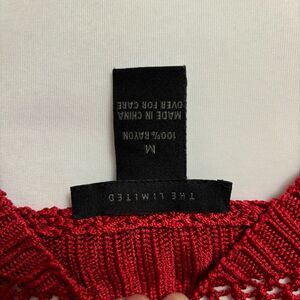 THE LIMITED
M
100% RAYON
MADE IN CHINA
OVER FOR CARE